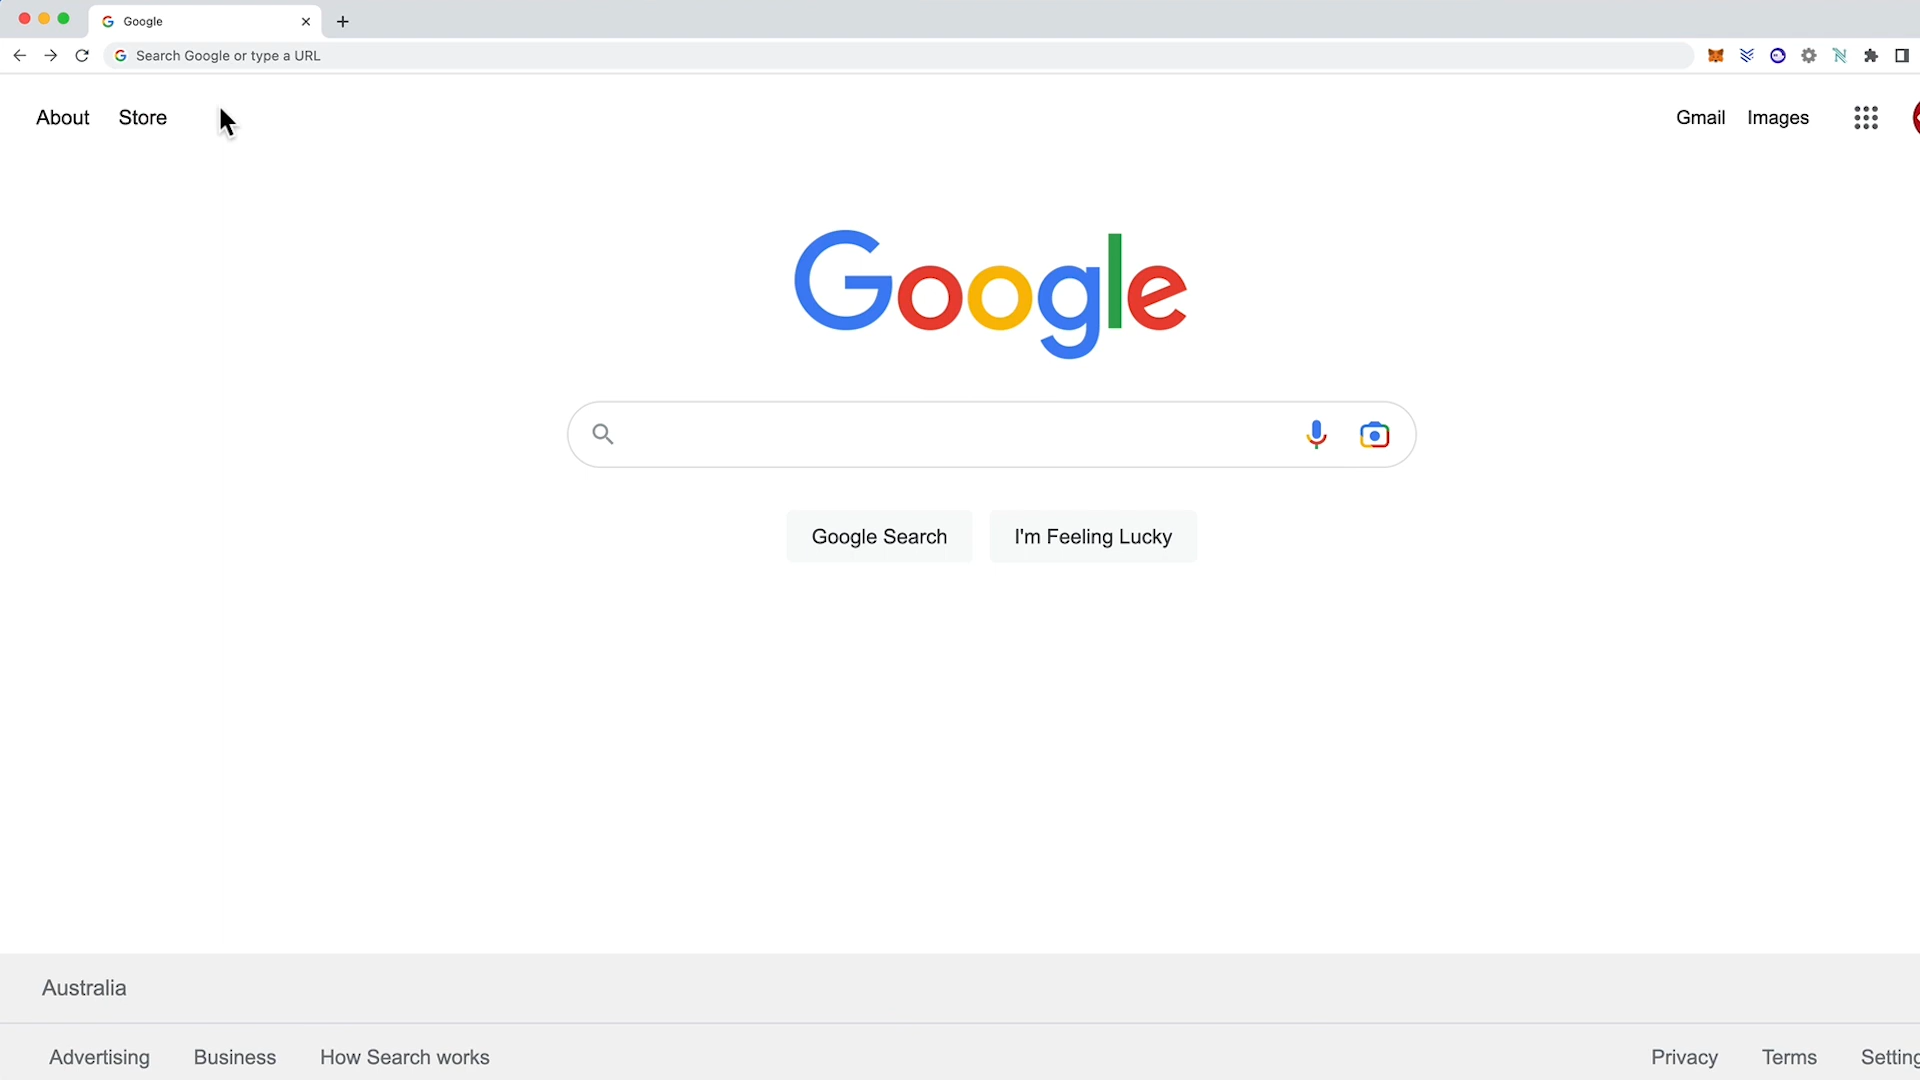 Google
Search Google or type a URL
About Store
Gmail Images
Google
Google Search
I'm Feeling Lucky
Australia
Advertising Business How Search works
Privacy Terms Setting